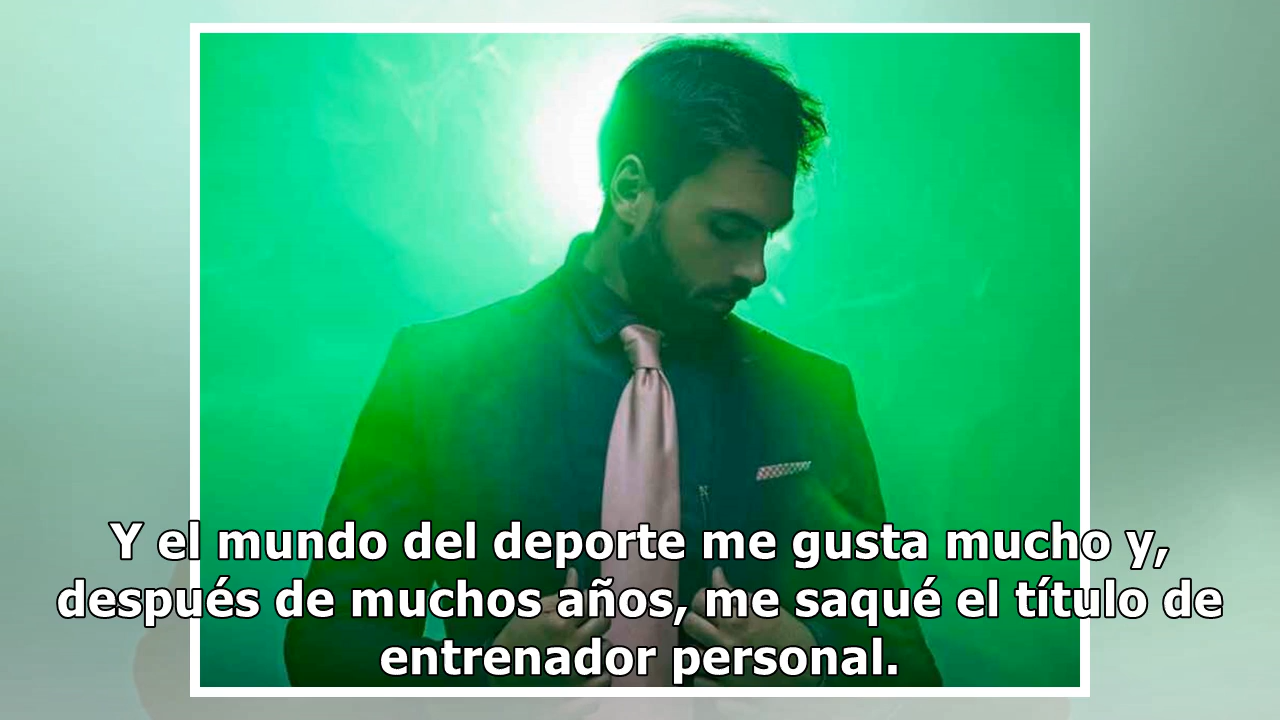 Y el mundo del deporte me gusta mucho y,
después de muchos años, me saqué el título de
entrenador personal.